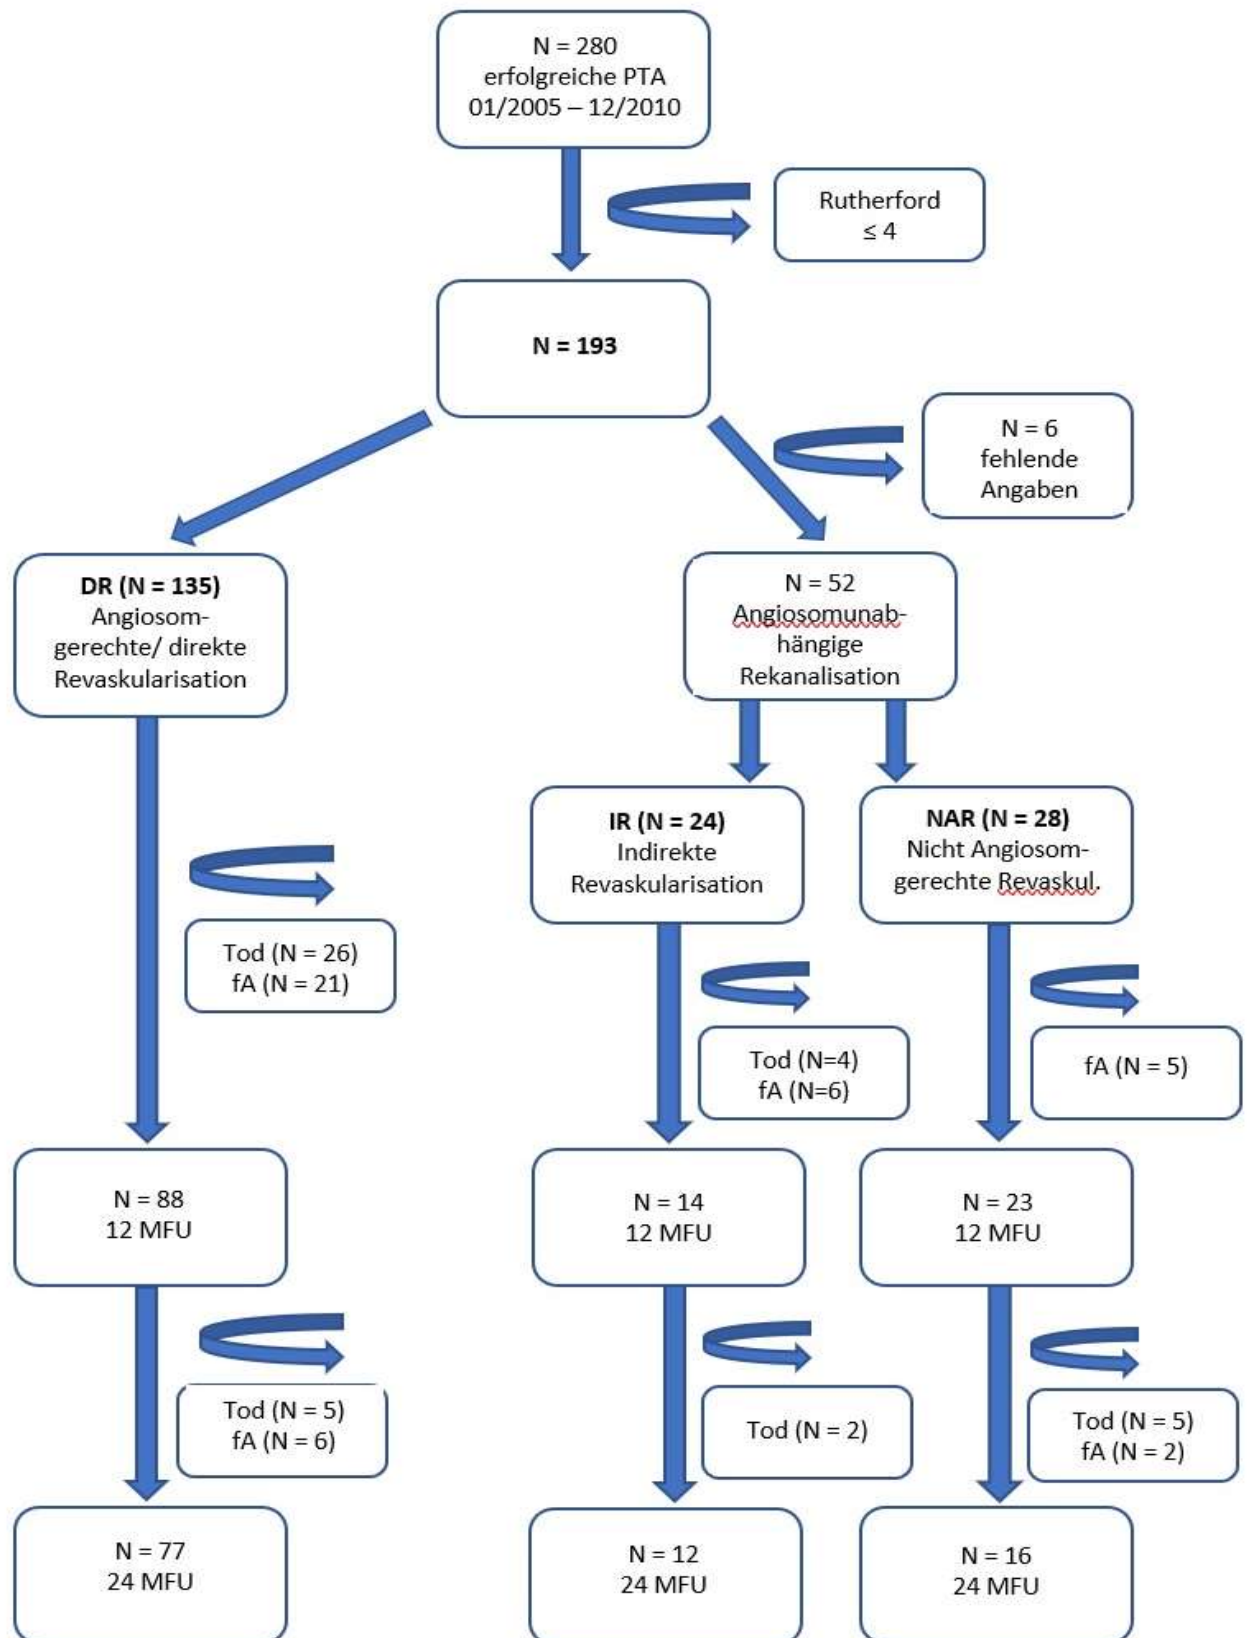 N = 280
erfolgreiche PTA
01/2005 – 12/2010
Rutherford
≤ 4
N = 193
N = 6
fehlende
Angaben
DR (N = 135)
Angiosom-
gerechte/ direkte
Revaskularisation
N = 52
Angiosomunab-
hängige
Rekanalisation
IR (N = 24)
Indirekte
Revaskularisation
NAR (N = 28)
Nicht Angiosom-
gerechte Revaskul.
Tod (N = 26)
fA (N = 21)
Tod (N=4)
fA (N=6)
fA (N = 5)
N = 88
12 MFU
N = 14
12 MFU
N = 23
12 MFU
Tod (N = 5)
fA (N = 6)
Tod (N = 2)
Tod (N = 5)
fA (N = 2)
N = 77
24 MFU
N = 12
24 MFU
N = 16
24 MFU